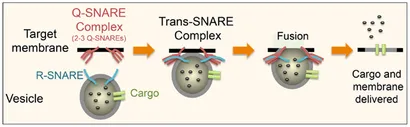 Q-SNARE
Complex
(2-3 Q-SNAREs)
Target
membrane
R-SNARE
Vesicle
Cargo
Trans-SNARE
Complex
Fusion
Cargo and
membrane
delivered